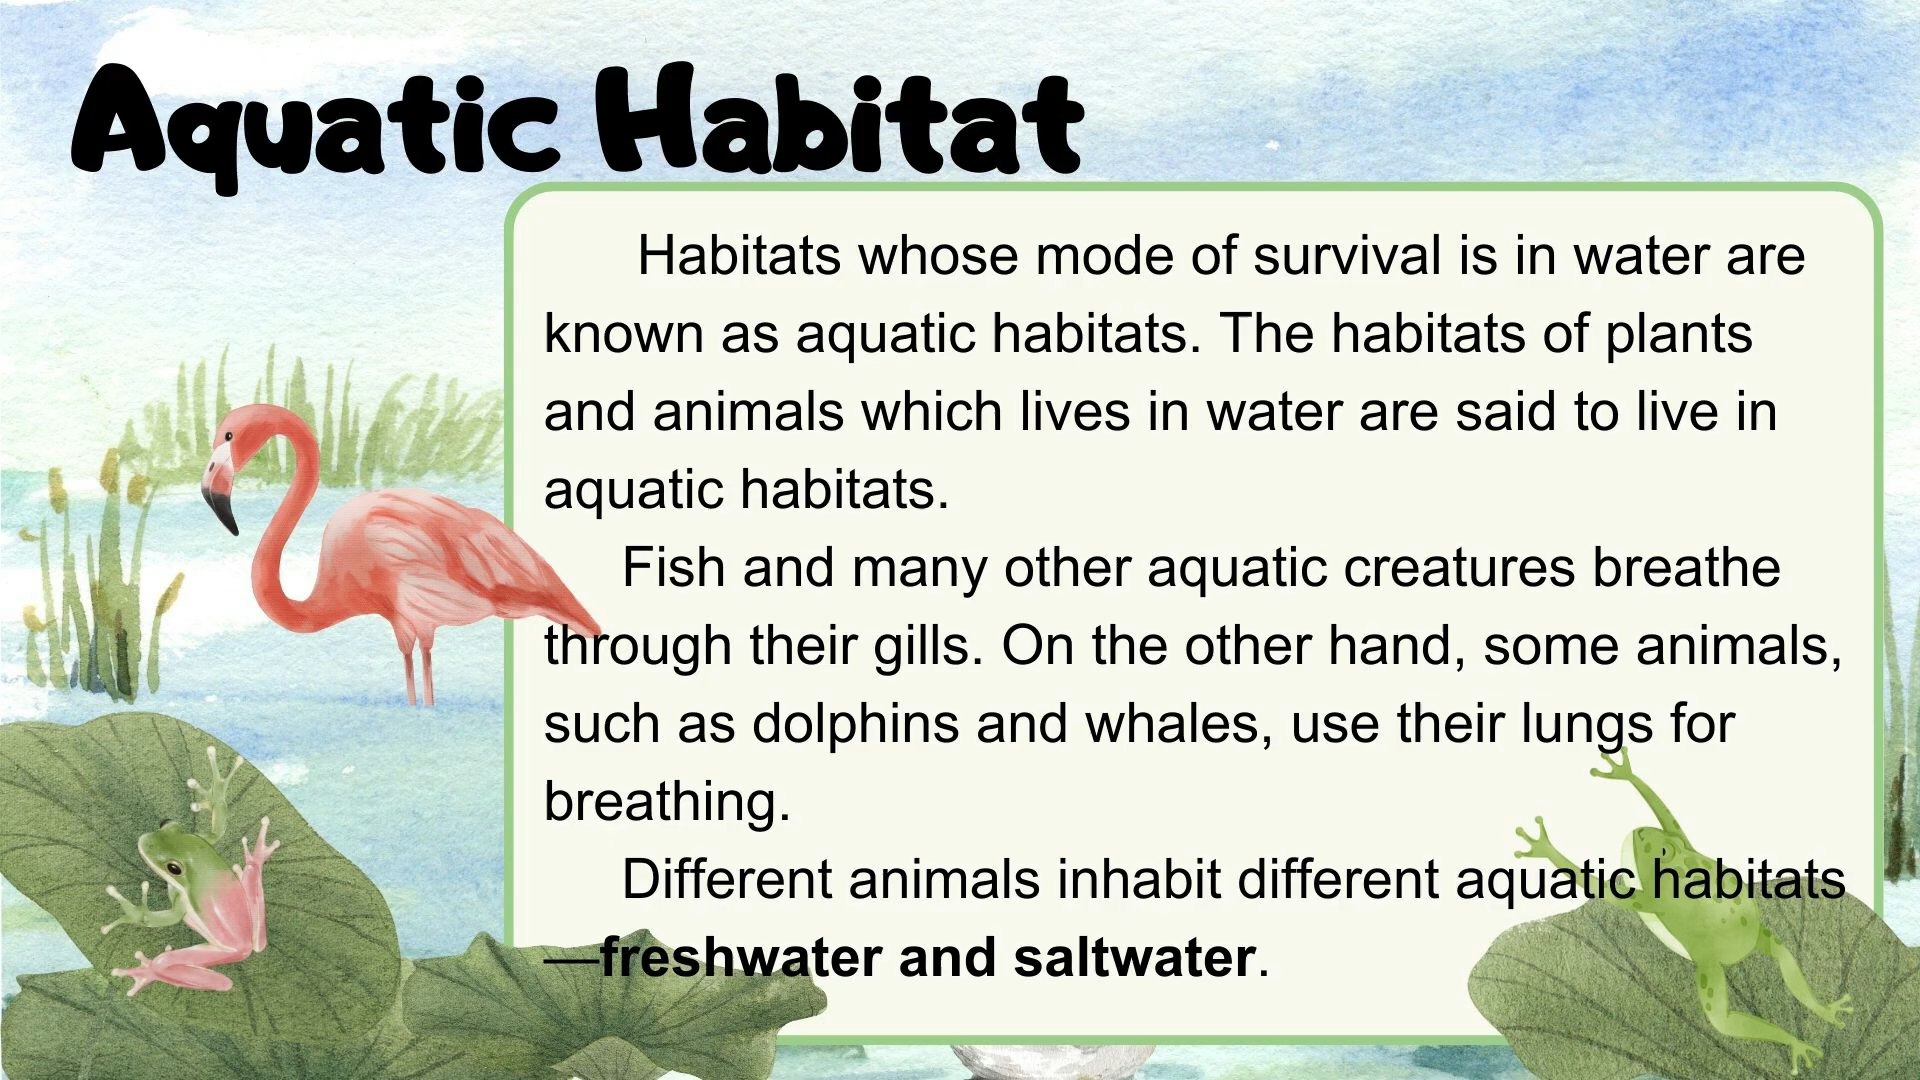 Aquatic Habitat
Habitats whose mode of survival is in water are
known as aquatic habitats. The habitats of plants
and animals which lives in water are said to live in
aquatic habitats.
Fish and many other aquatic creatures breathe
through their gills. On the other hand, some animals,
such as dolphins and whales, use their lungs for
breathing.
Different animals inhabit different aquatic habitats
—freshwater and saltwater.